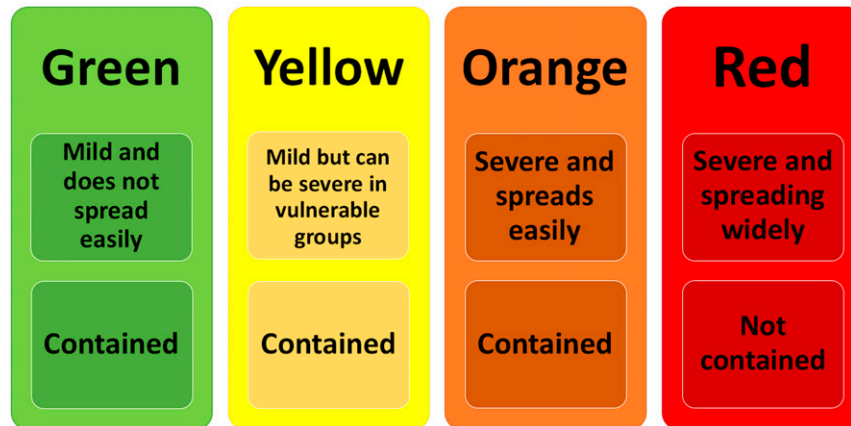 Green
Mild and
does not
spread
easily
Contained
Yellow
Mild but can
be severe in
vulnerable
groups
Contained
Orange
Severe and
spreads
easily
Contained
Red
Severe and
spreading
widely
Not
contained